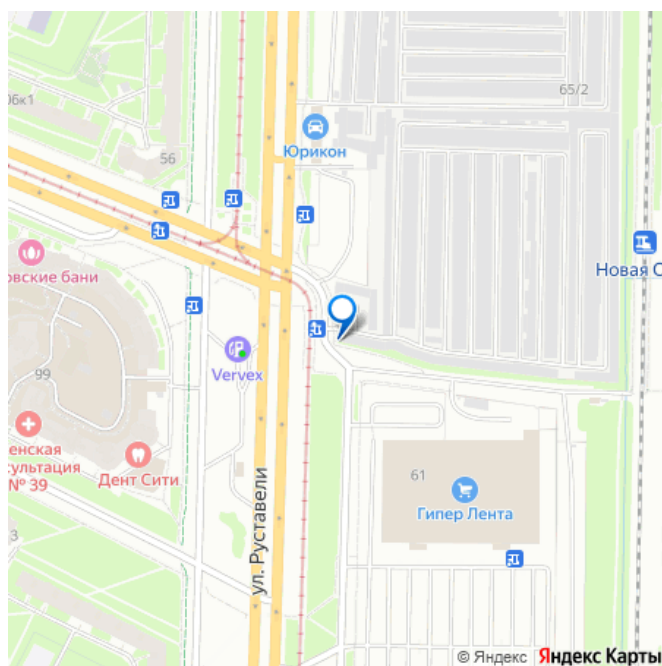 65/2
06к1
Юрикон
56
Новая О
овские бани
Vervex
99
енская
сультация
№ 39
Дент Сити
61
Гипер Лента
3
ул. Руставели
© Яндекс Яндекс Карты